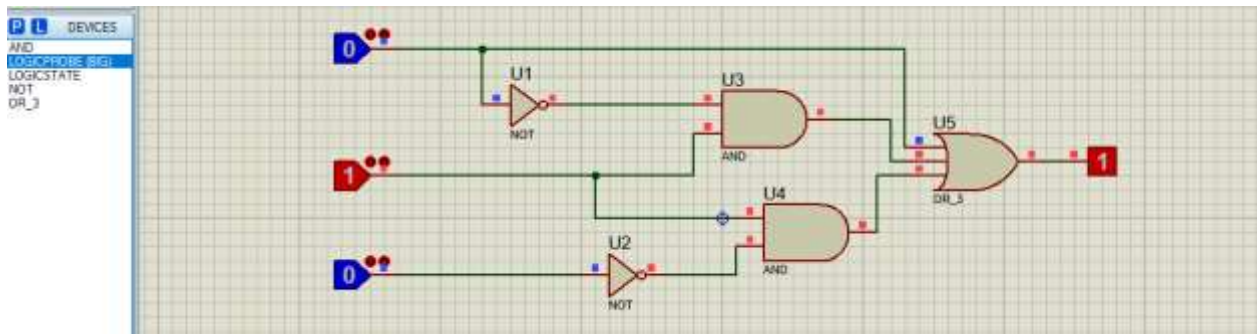 P L DEVICES
AND
LOGICPROBE (BIG)
LOGICSTATE
NOT
OR_3
0
U1
NOT
U3
AND
U5
OR_3
1
1
U4
AND
0
U2
NOT